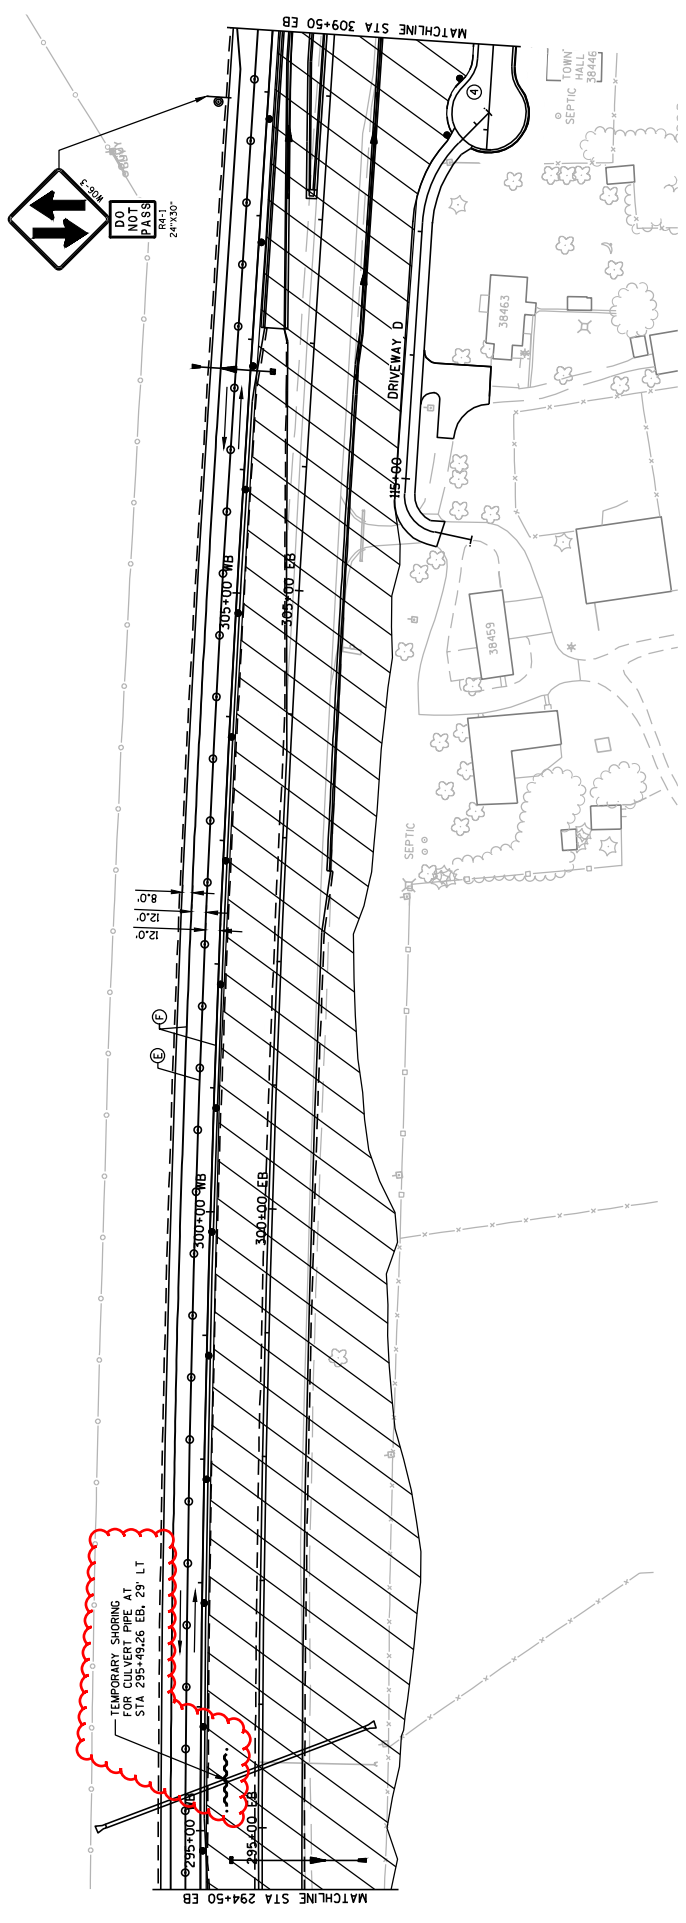 MATCHLINE STA 309+50 EB
TOWN
HALL
38446
SEPTIC
4
W06-3
DO
NOT
PASS
R4-1
24"X30"
38463
DRIVEWAY D
115+00
305+00 WB
305+00 EB
38459
SEPTIC
8.0'
12.0'
12.0'
F
E
300+00 WB
300+00 EB
TEMPORARY SHORING
FOR CULVERT PIPE AT
STA 295+49.26 EB, 29' LT
295+00 WB
295+00 EB
MATCHLINE STA 294+50 EB